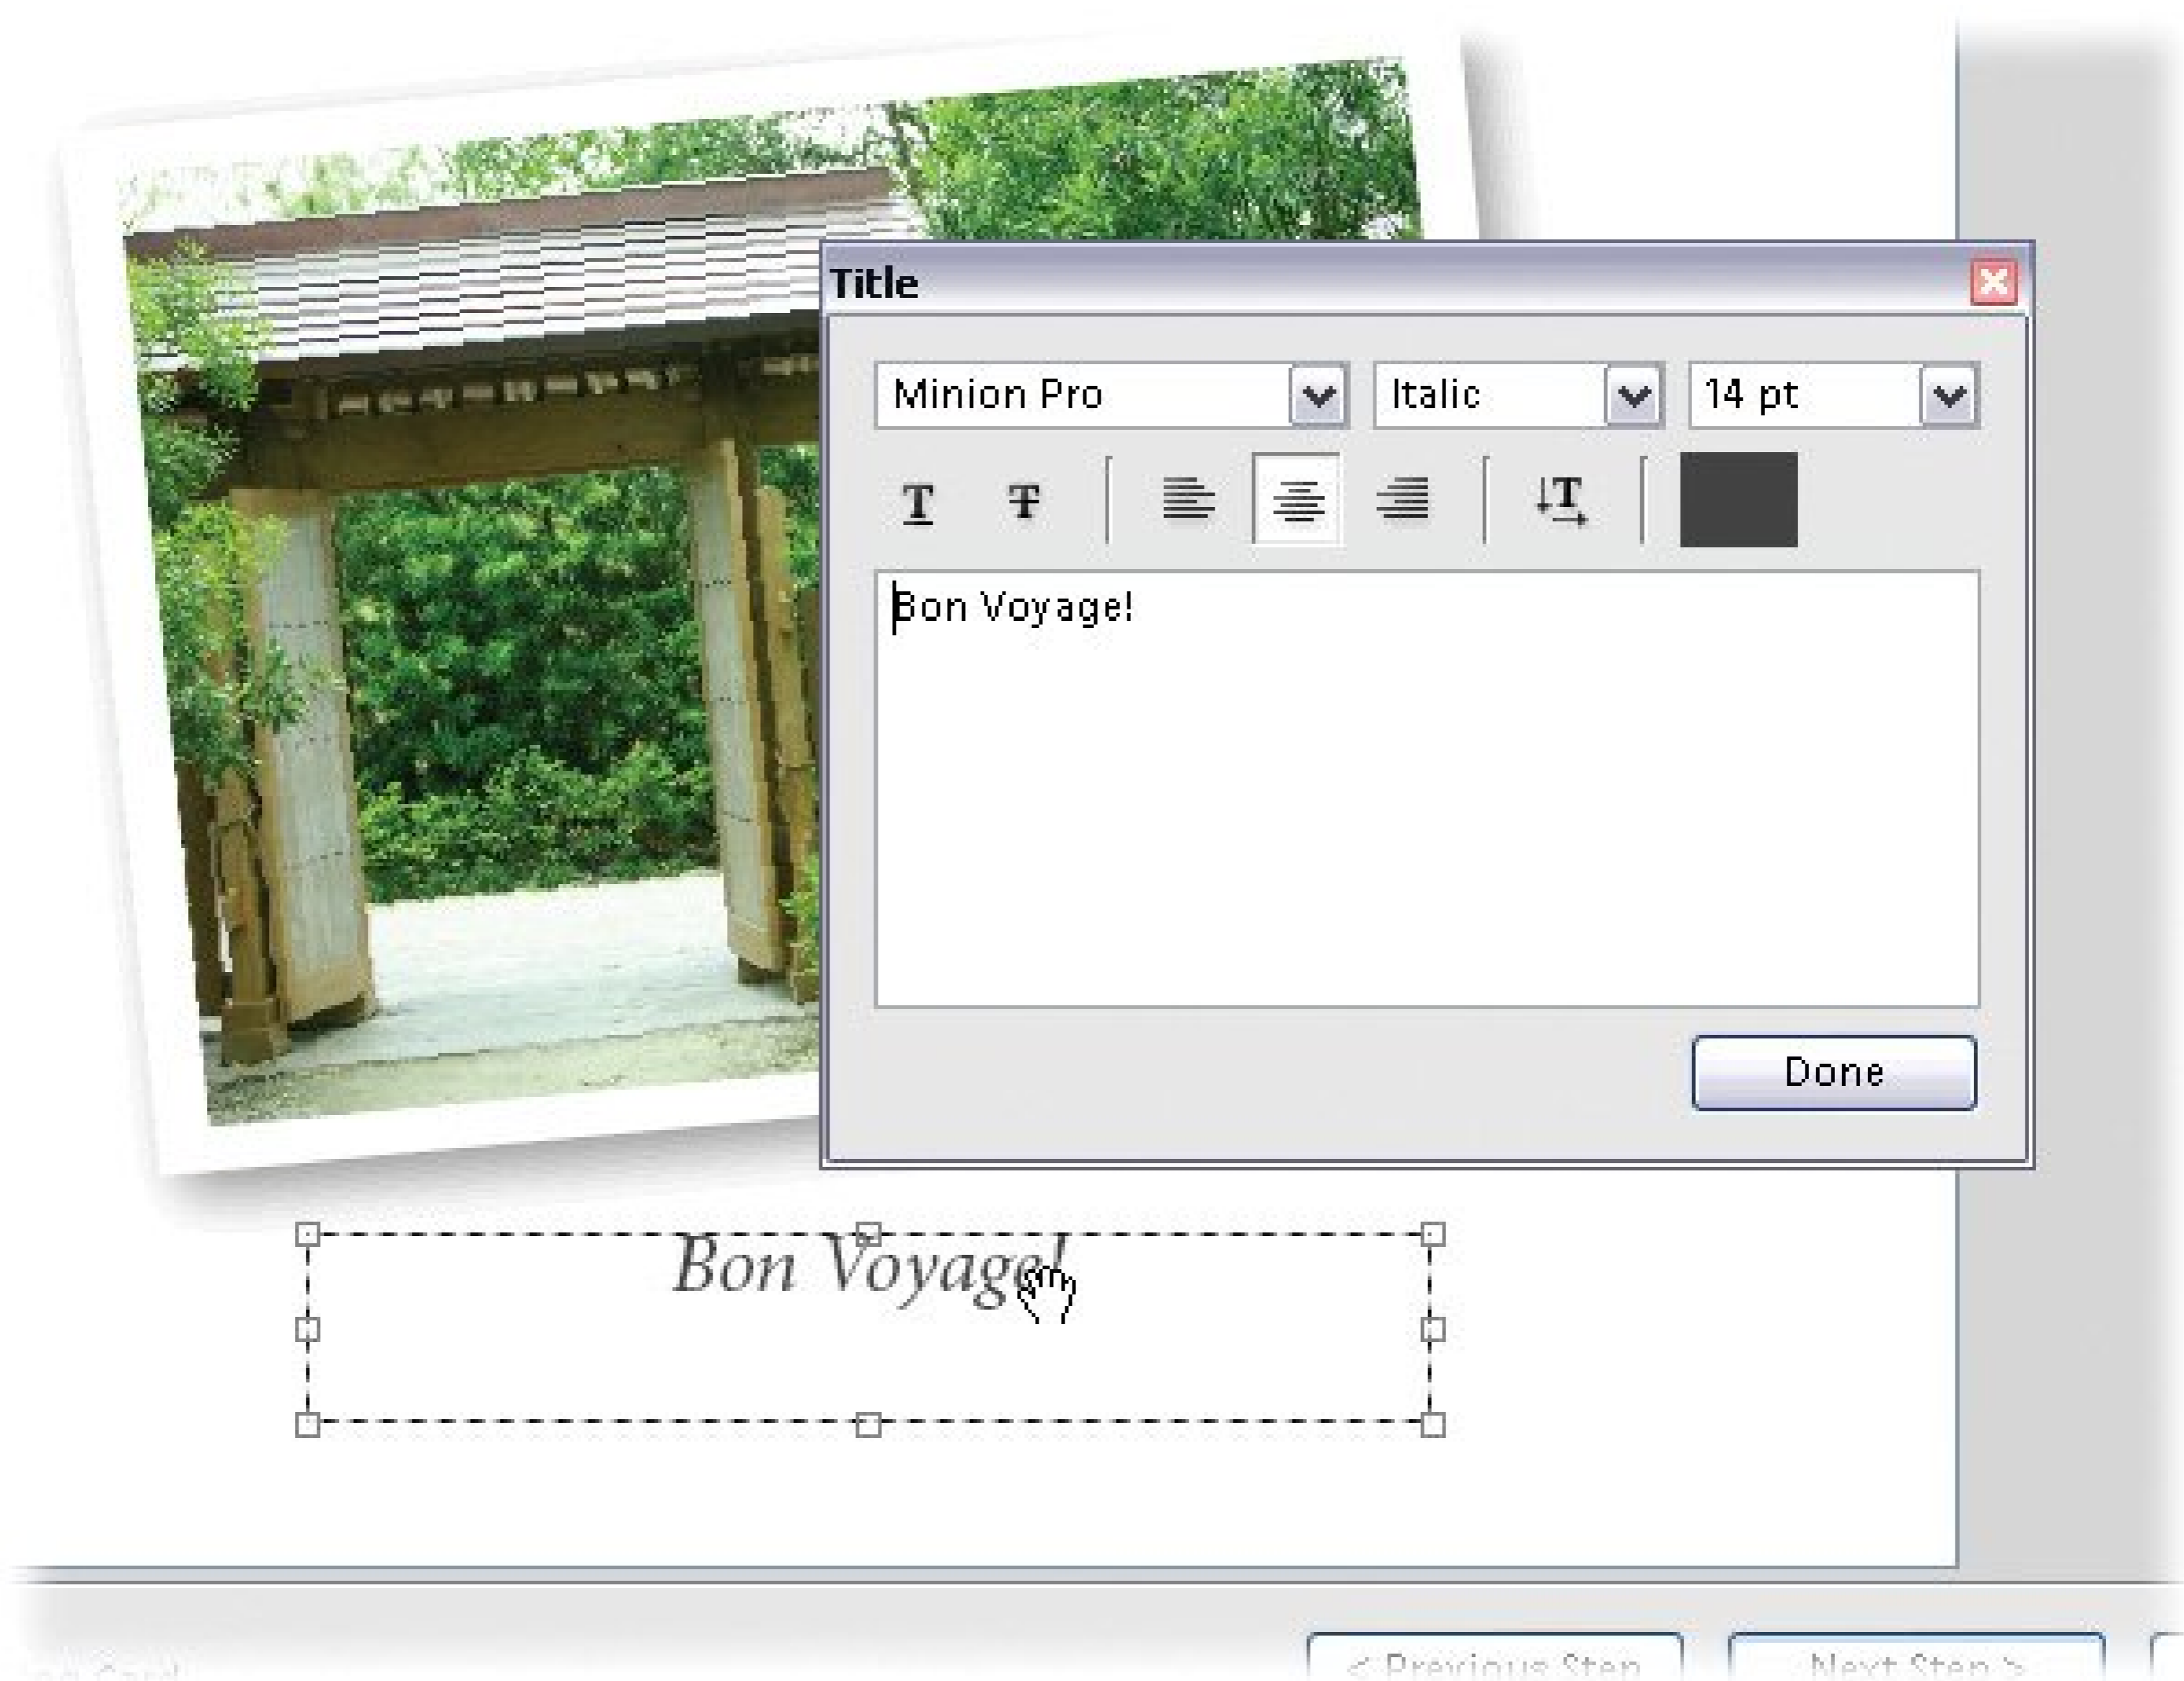 Title
Minion Pro Italic 14 pt
T T T
Bon Voyage!
Done
Bon Voyage!
< Previous Step Next Step >